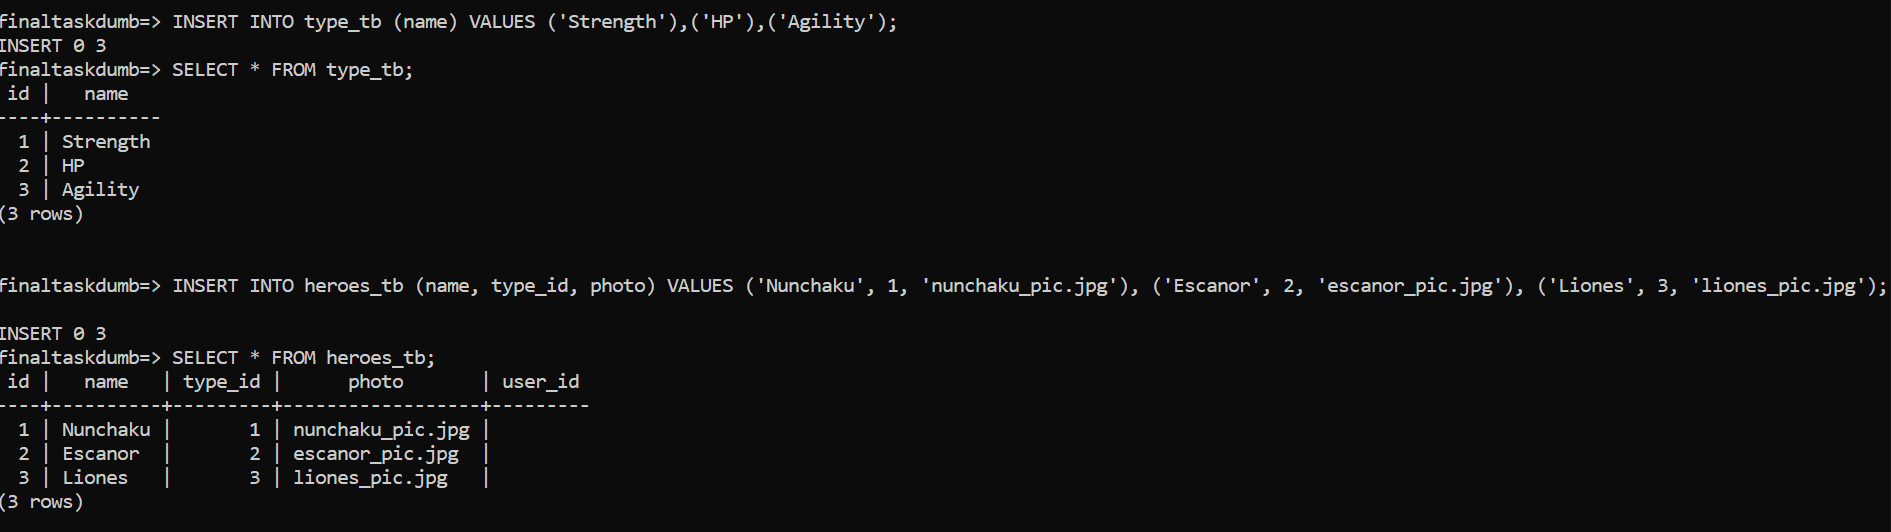 finaltaskdumb=> INSERT INTO type_tb (name) VALUES ('Strength'),('HP'),('Agility');
INSERT 0 3
finaltaskdumb=> SELECT * FROM type_tb;
 id |   name
----+----------
  1 | Strength
  2 | HP
  3 | Agility
(3 rows)
finaltaskdumb=> INSERT INTO heroes_tb (name, type_id, photo) VALUES ('Nunchaku', 1, 'nunchaku_pic.jpg'), ('Escanor', 2, 'escanor_pic.jpg'), ('Liones', 3, 'liones_pic.jpg');
INSERT 0 3
finaltaskdumb=> SELECT * FROM heroes_tb;
 id |   name   | type_id |      photo       | user_id
----+----------+---------+------------------+---------
  1 | Nunchaku |       1 | nunchaku_pic.jpg |
  2 | Escanor  |       2 | escanor_pic.jpg  |
  3 | Liones   |       3 | liones_pic.jpg   |
(3 rows)